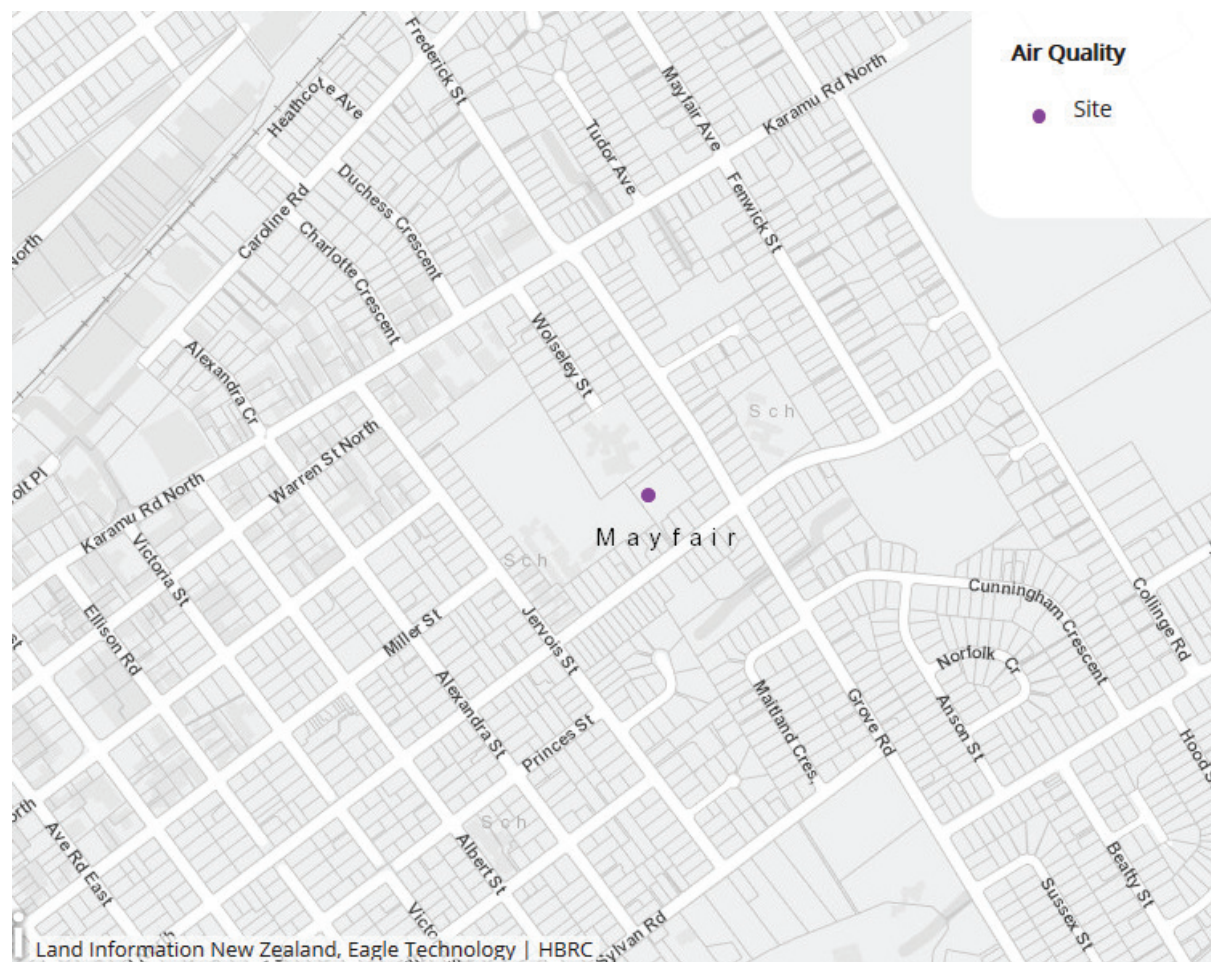 Air Quality
Site
Frederick St
Heathcote Ave
Mayfair Ave
Karamu Rd North
Tudor Ave
Duchess Crescent
Fenwick St
Caroline Rd
Charlotte Crescent
North
Wolseley St
Alexandra Cr
Sch
Warren St North
olt Pl
Karamu Rd North
Mayfair
Sch
Victoria St
Cunningham Crescent
Collinge Rd
Ellison Rd
Miller St
Jervois St
Norfolk Cr
Alexandra St
Maitland Cres.
Grove Rd
Anson St
Princes St
Hood S
orth
Sch
Ave Rd East
Albert St
Beatty St
Sussex St
Victo
Sylvan Rd
Land Information New Zealand, Eagle Technology | HBRC